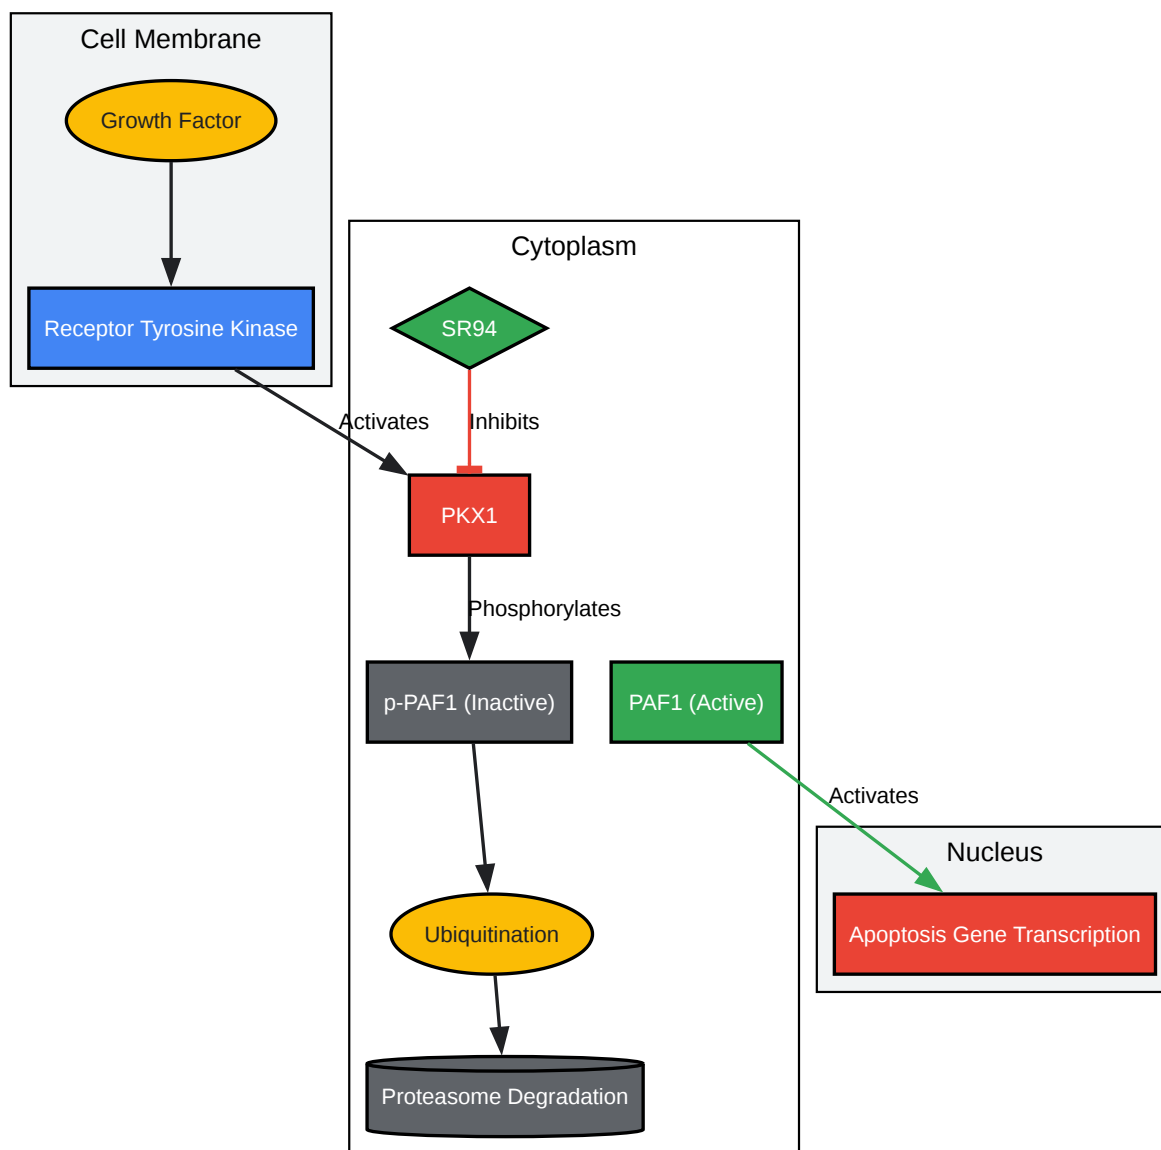 Cell Membrane
Growth Factor
Receptor Tyrosine Kinase
Cytoplasm
SR94
Activates
Inhibits
PKX1
Phosphorylates
p-PAF1 (Inactive)
PAF1 (Active)
Activates
Nucleus
Ubiquitination
Apoptosis Gene Transcription
Proteasome Degradation